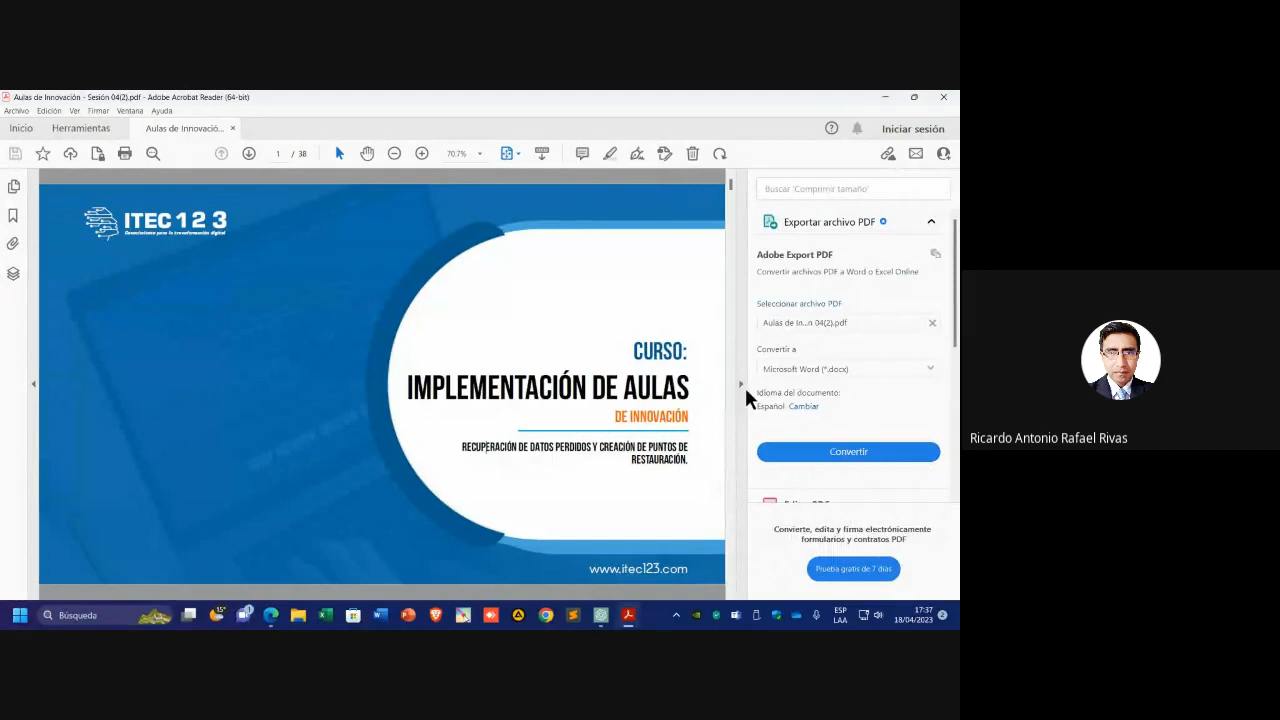 Aulas de Innovación - Sesión 04(2).pdf - Adobe Acrobat Reader (64-bit)
Archivo Edición Ver Firmar Ventana Ayuda
Inicio Herramientas Aulas de Innovació... × Iniciar sesión
1 / 38 70.7%
ITEC 1 2 3
CURSO:
IMPLEMENTACIÓN DE AULAS
DE INNOVACIÓN
RECUPERACIÓN DE DATOS PERDIDOS Y CREACIÓN DE PUNTOS DE
RESTAURACIÓN.
www.itec123.com
Buscar 'Comprimir tamaño'
Exportar archivo PDF
Adobe Export PDF
Convertir archivos PDF a Word o Excel Online
Seleccionar archivo PDF
Aulas de In...n 04(2).pdf
Convertir a
Microsoft Word (*.docx)
Idioma del documento:
Español Cambiar
Convertir
Convierte, edita y firma electrónicamente
formularios y contratos PDF
Prueba gratis de 7 días
Ricardo Antonio Rafael Rivas
Búsqueda
15°
ESP
LAA
17:37
18/04/2023